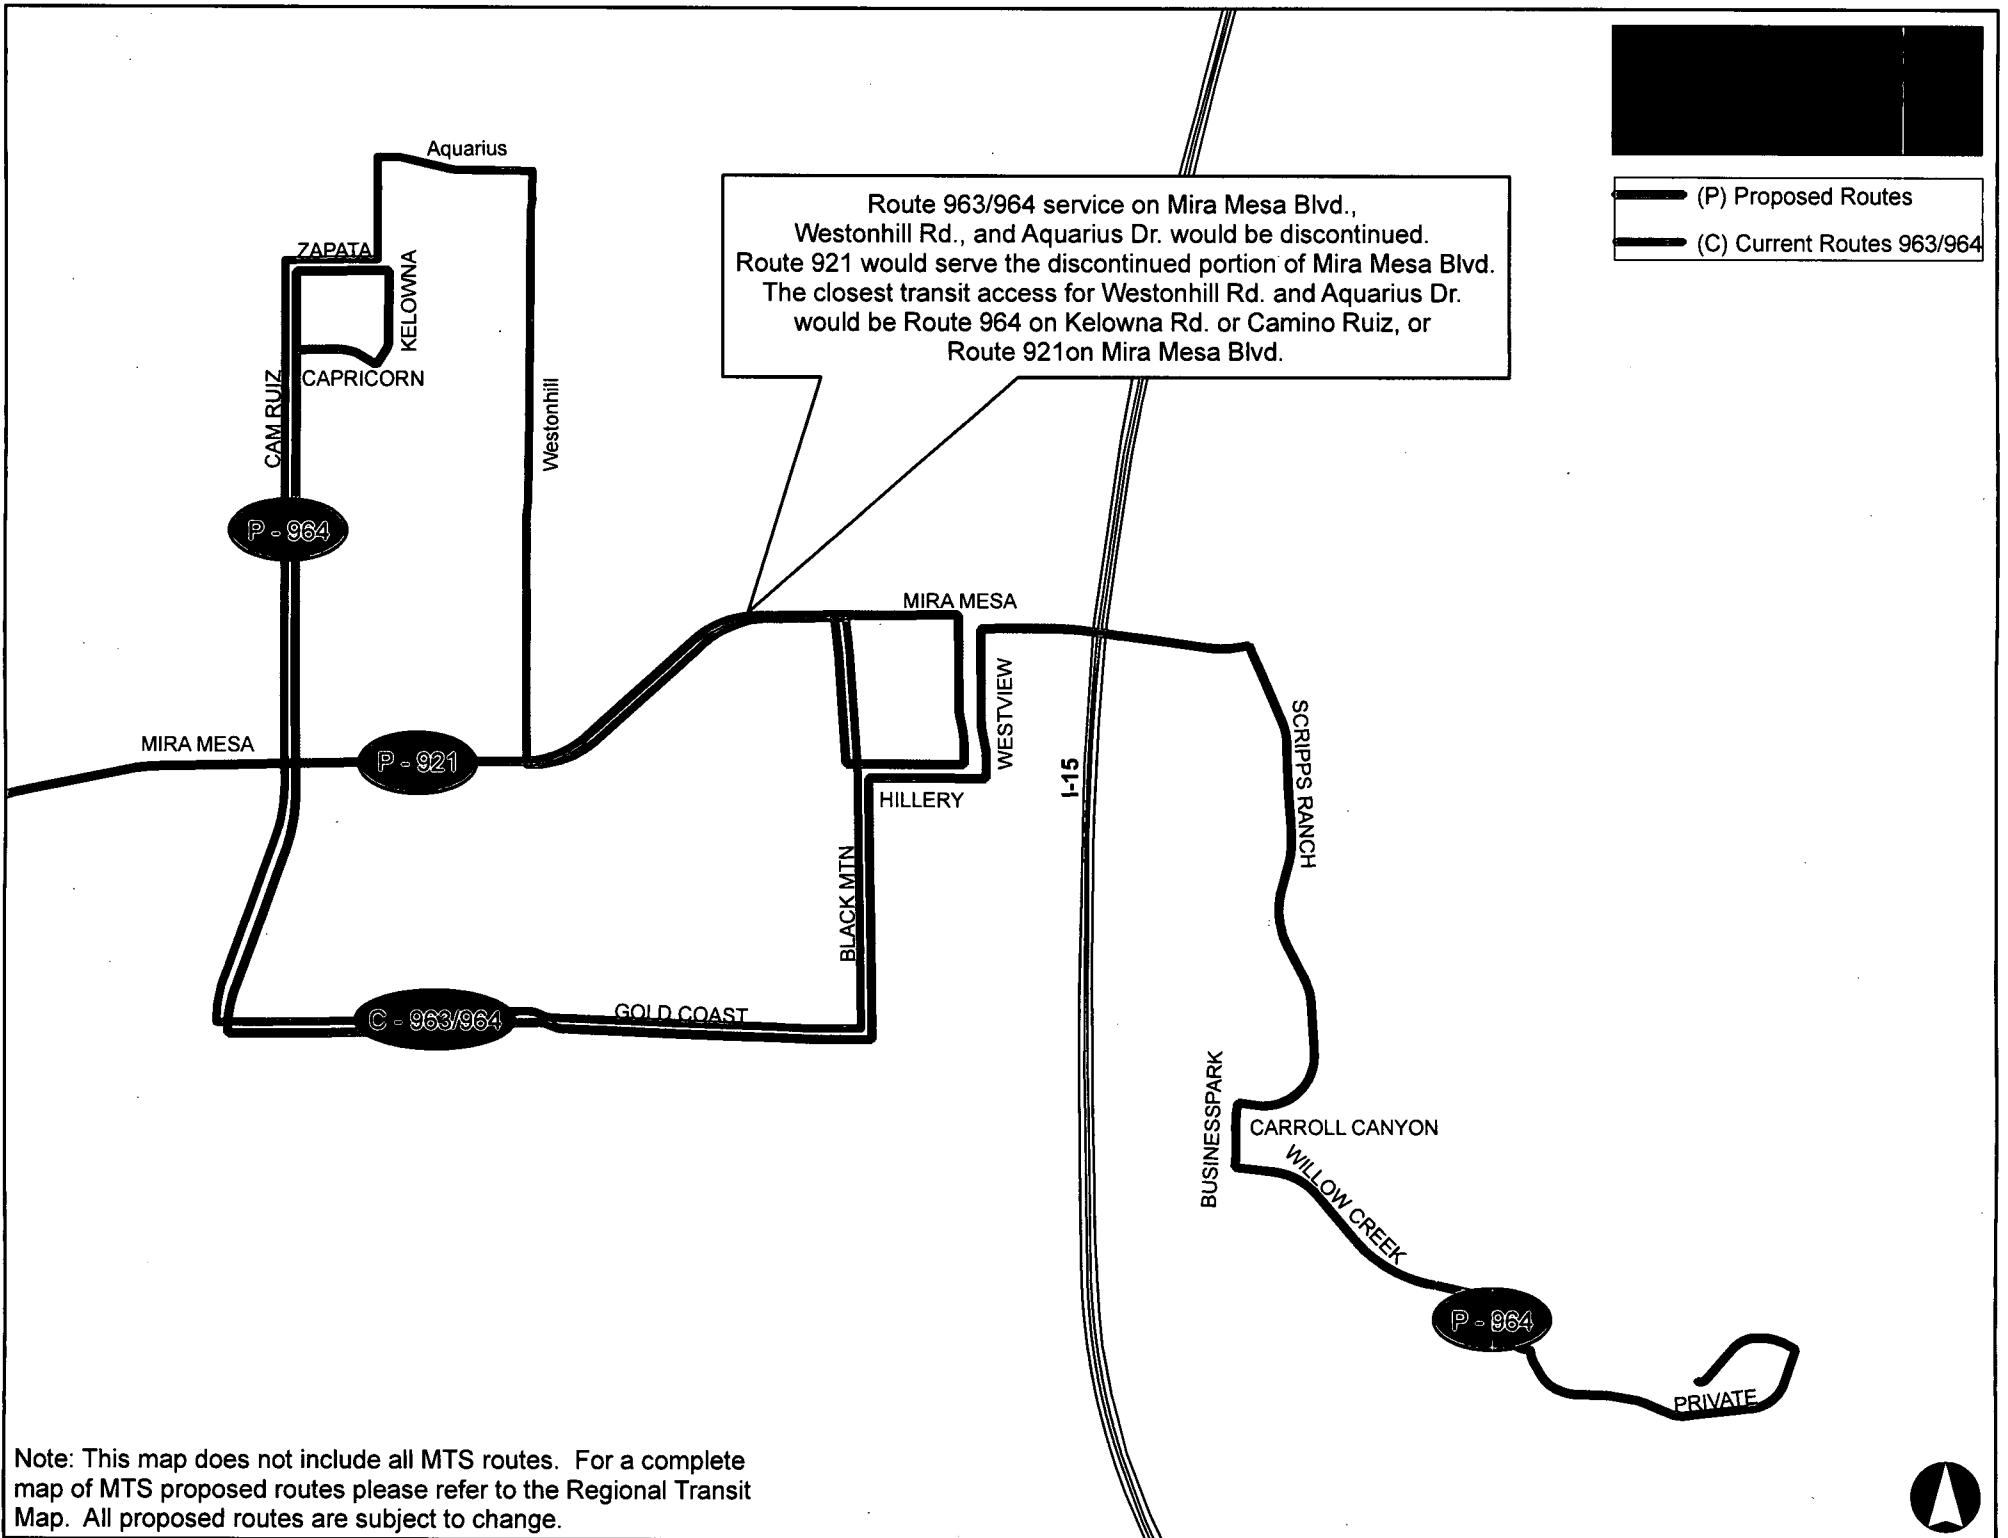 Aquarius
(P) Proposed Routes
(C) Current Routes 963/964
Route 963/964 service on Mira Mesa Blvd.,
Westonhill Rd., and Aquarius Dr. would be discontinued.
Route 921 would serve the discontinued portion of Mira Mesa Blvd.
The closest transit access for Westonhill Rd. and Aquarius Dr.
would be Route 964 on Kelowna Rd. or Camino Ruiz, or
Route 921on Mira Mesa Blvd.
ZAPATA
KELOWNA
CAPRICORN
CAM RUIZ
Westonhill
P - 964
MIRA MESA
WESTVIEW
SCRIPPS RANCH
MIRA MESA
P - 921
I-15
HILLERY
BLACK MTN
C - 963/964
GOLD COAST
BUSINESSPARK
CARROLL CANYON
WILLOW CREEK
P - 964
PRIVATE
Note: This map does not include all MTS routes. For a complete
map of MTS proposed routes please refer to the Regional Transit
Map. All proposed routes are subject to change.